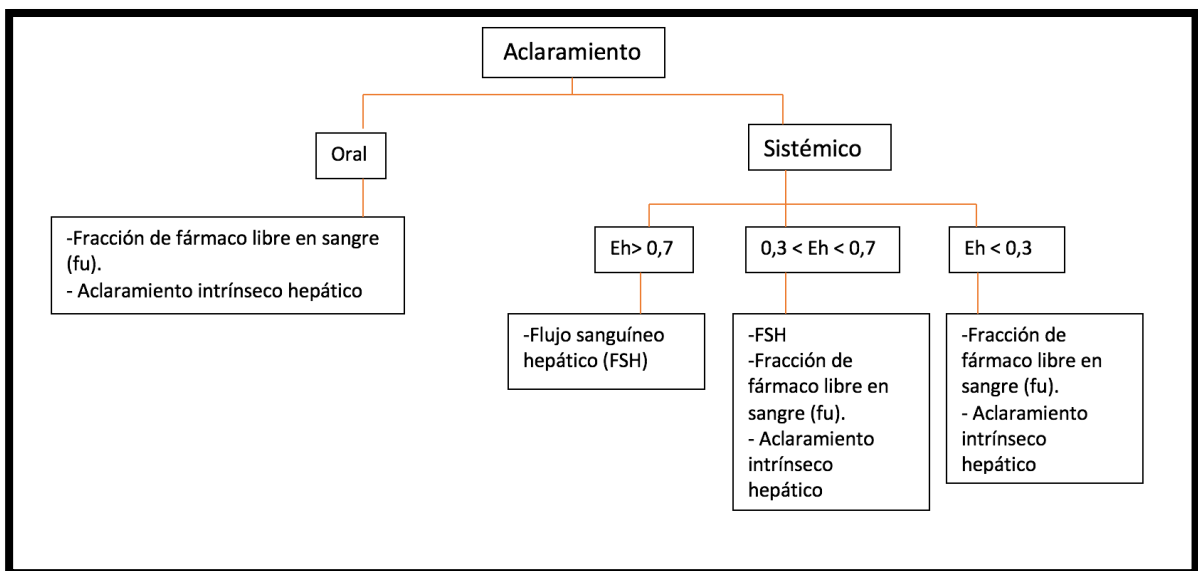 Aclaramiento
Oral
Sistémico
-Fracción de fármaco libre en sangre
(fu).
- Aclaramiento intrínseco hepático
Eh> 0,7
0,3 < Eh < 0,7
Eh < 0,3
-Flujo sanguíneo
hepático (FSH)
-FSH
-Fracción de
fármaco libre en
sangre (fu).
- Aclaramiento
intrínseco
hepático
-Fracción de
fármaco libre en
sangre (fu).
- Aclaramiento
intrínseco
hepático